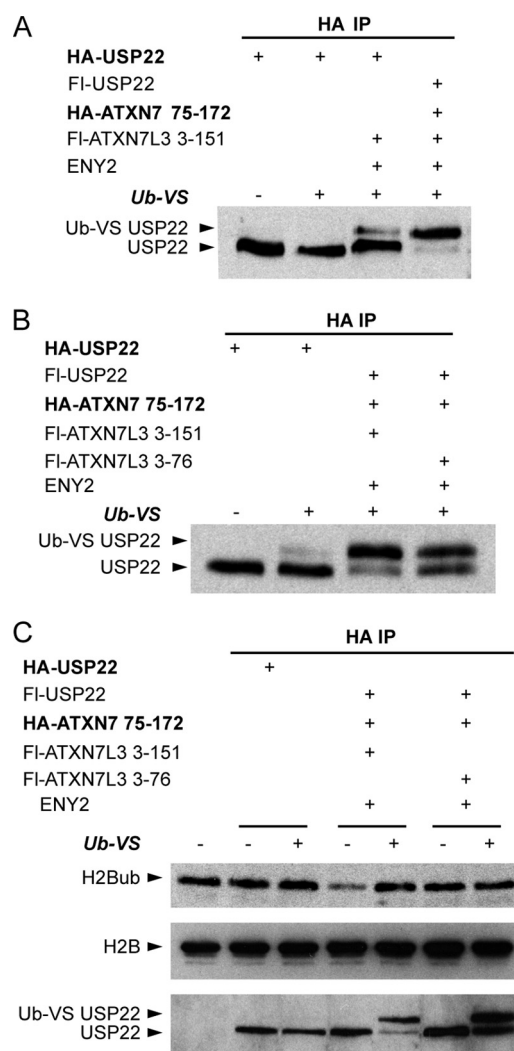 A
HA IP
HA-USP22 + + +
Fl-USP22 +
HA-ATXN7 75-172 +
Fl-ATXN7L3 3-151 + +
ENY2 + +
Ub-VS - + + +
Ub-VS USP22 ►
USP22 ►
B
HA IP
HA-USP22 + +
Fl-USP22 + +
HA-ATXN7 75-172 + +
Fl-ATXN7L3 3-151 +
Fl-ATXN7L3 3-76 +
ENY2 + +
Ub-VS - + + +
Ub-VS USP22 ►
USP22 ►
C
HA IP
HA-USP22 +
Fl-USP22 + +
HA-ATXN7 75-172 + +
Fl-ATXN7L3 3-151 +
Fl-ATXN7L3 3-76 +
ENY2 + +
Ub-VS - - + - + - +
H2Bub ►
H2B ►
Ub-VS USP22 ►
USP22 ►